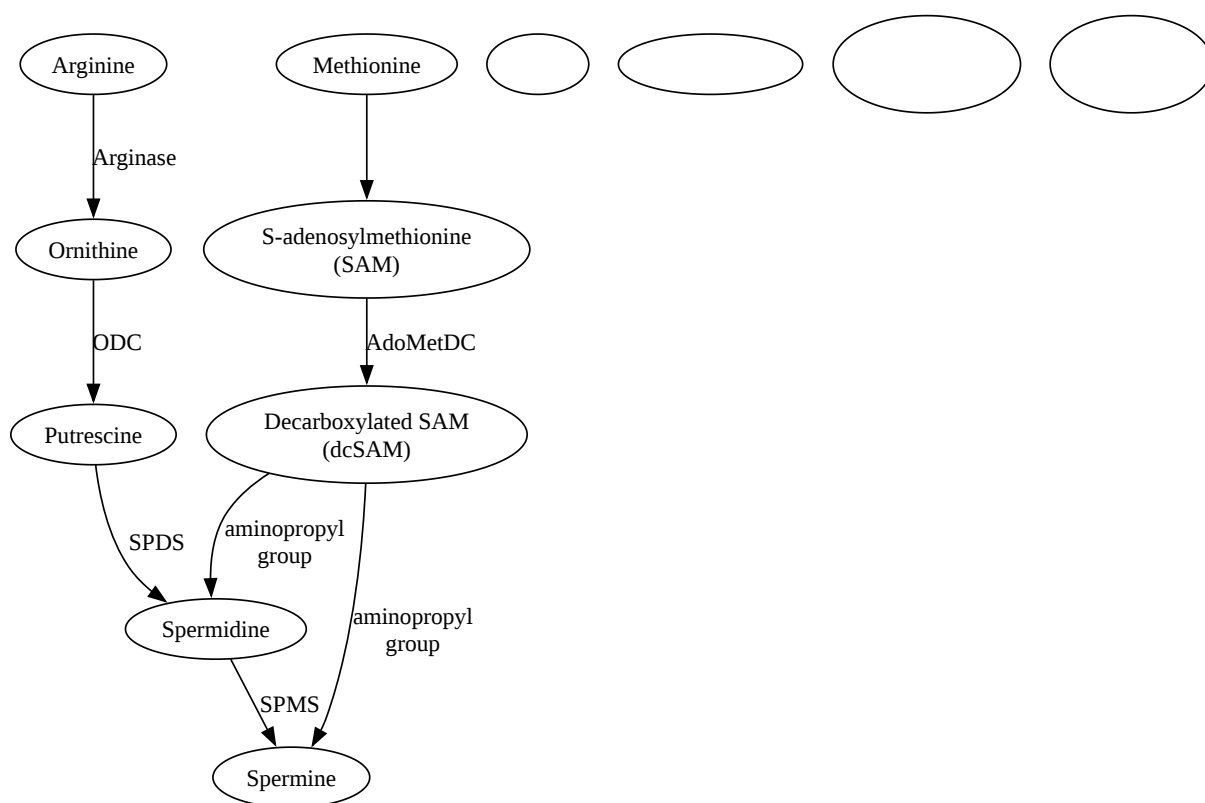 Arginine
Methionine
Arginase
Ornithine
S-adenosylmethionine
(SAM)
ODC
AdoMetDC
Putrescine
Decarboxylated SAM
(dcSAM)
SPDS
aminopropyl
group
Spermidine
aminopropyl
group
SPMS
Spermine